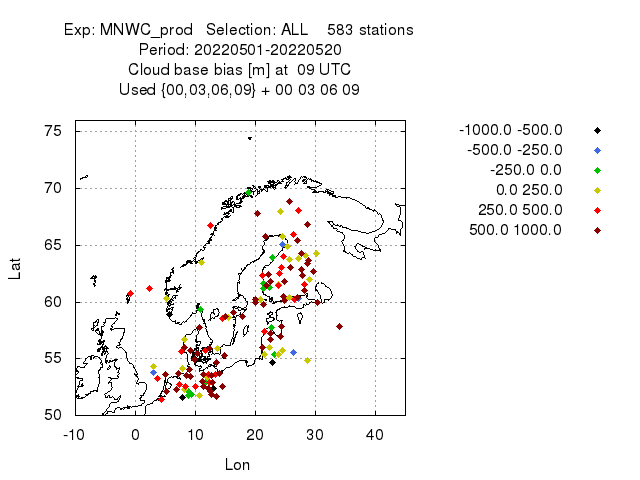 Exp: MNWC_prod   Selection: ALL    583 stations
Period: 20220501-20220520
Cloud base bias [m] at  09 UTC
Used {00,03,06,09} + 00 03 06 09
75
70
65
60
55
50
-10 0 10 20 30 40
Lat
Lon
-1000.0 -500.0
-500.0 -250.0
-250.0 0.0
0.0 250.0
250.0 500.0
500.0 1000.0